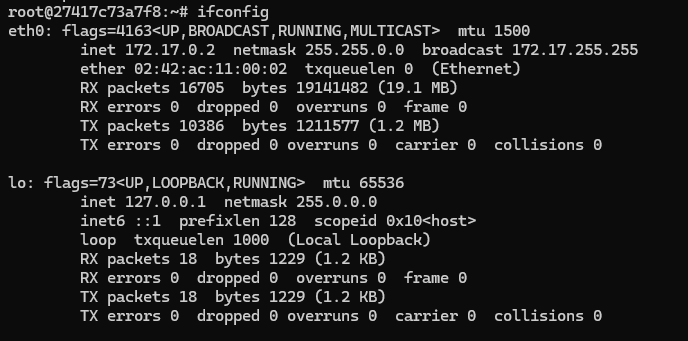 root@27417c73a7f8:~# ifconfig
eth0: flags=4163<UP,BROADCAST,RUNNING,MULTICAST>  mtu 1500
        inet 172.17.0.2  netmask 255.255.0.0  broadcast 172.17.255.255
        ether 02:42:ac:11:00:02  txqueuelen 0  (Ethernet)
        RX packets 16705  bytes 19141482 (19.1 MB)
        RX errors 0  dropped 0  overruns 0  frame 0
        TX packets 10386  bytes 1211577 (1.2 MB)
        TX errors 0  dropped 0 overruns 0  carrier 0  collisions 0

lo: flags=73<UP,LOOPBACK,RUNNING>  mtu 65536
        inet 127.0.0.1  netmask 255.0.0.0
        inet6 ::1  prefixlen 128  scopeid 0x10<host>
        loop  txqueuelen 1000  (Local Loopback)
        RX packets 18  bytes 1229 (1.2 KB)
        RX errors 0  dropped 0  overruns 0  frame 0
        TX packets 18  bytes 1229 (1.2 KB)
        TX errors 0  dropped 0 overruns 0  carrier 0  collisions 0